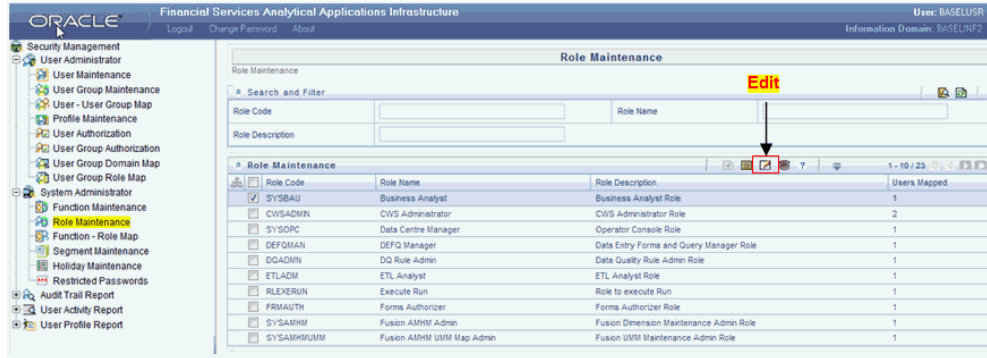 ORACLE
Financial Services Analytical Applications Infrastructure
User: BASELUSR
Logout Change Password About
Information Domain: BASELINF2
Security Management
User Administrator
User Maintenance
User Group Maintenance
User - User Group Map
Profile Maintenance
User Authorization
User Group Authorization
User Group Domain Map
User Group Role Map
System Administrator
Function Maintenance
Role Maintenance
Function - Role Map
Segment Maintenance
Holiday Maintenance
Restricted Passwords
Audit Trail Report
User Activity Report
User Profile Report
Role Maintenance
Role Maintenance
Search and Filter
Edit
Role Code Role Name
Role Description
Role Maintenance ? 1 - 10 / 23
Role Code Role Name Role Description Users Mapped
SYSBAU Business Analyst Business Analyst Role 1
CWSADMIN CWS Administrator CWS Administrator Role 2
SYSOPC Data Centre Manager Operator Console Role 1
DEFQMAN DEFQ Manager Data Entry Forms and Query Manager Role 1
DQADMN DQ Rule Admin Data Quality Rule Admin Role 1
ETLADM ETL Analyst ETL Analyst Role 1
RLEXERUN Execute Run Role to execute Run 1
FRMAUTH Forms Authorizer Forms Authorizer Role 1
SYSAMHM Fusion AMHM Admin Fusion Dimension Maintenance Admin Role 1
SYSAMHMUMM Fusion AMHM UMM Map Admin Fusion UMM Maintenance Admin Role 1